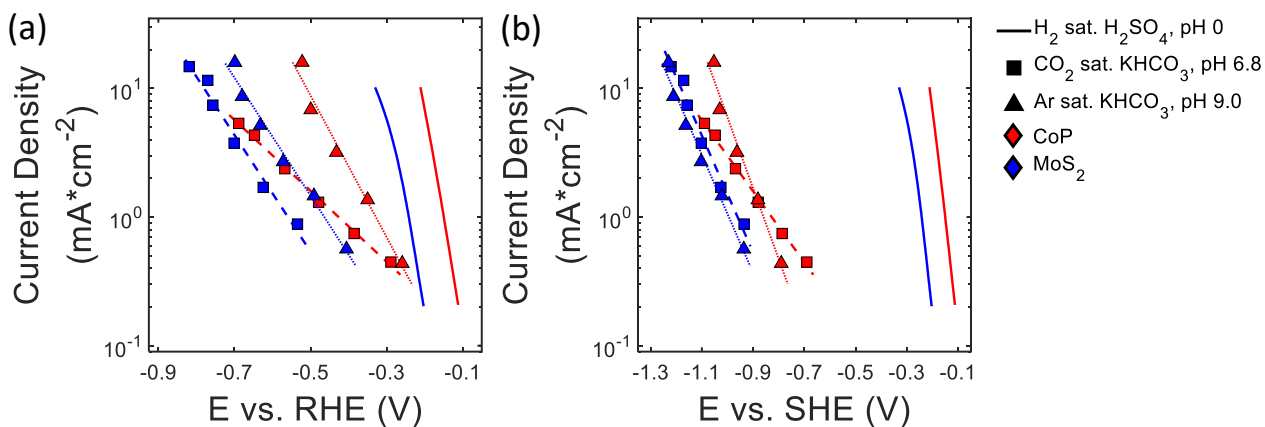 (a)
Current Density
(mA*cm⁻²)
10¹
10⁰
10⁻¹
-0.9 -0.7 -0.5 -0.3 -0.1
E vs. RHE (V)
(b)
Current Density
(mA*cm⁻²)
10¹
10⁰
10⁻¹
-1.3 -1.1 -0.9 -0.7 -0.5 -0.3 -0.1
E vs. SHE (V)
H₂ sat. H₂SO₄, pH 0
CO₂ sat. KHCO₃, pH 6.8
Ar sat. KHCO₃, pH 9.0
CoP
MoS₂